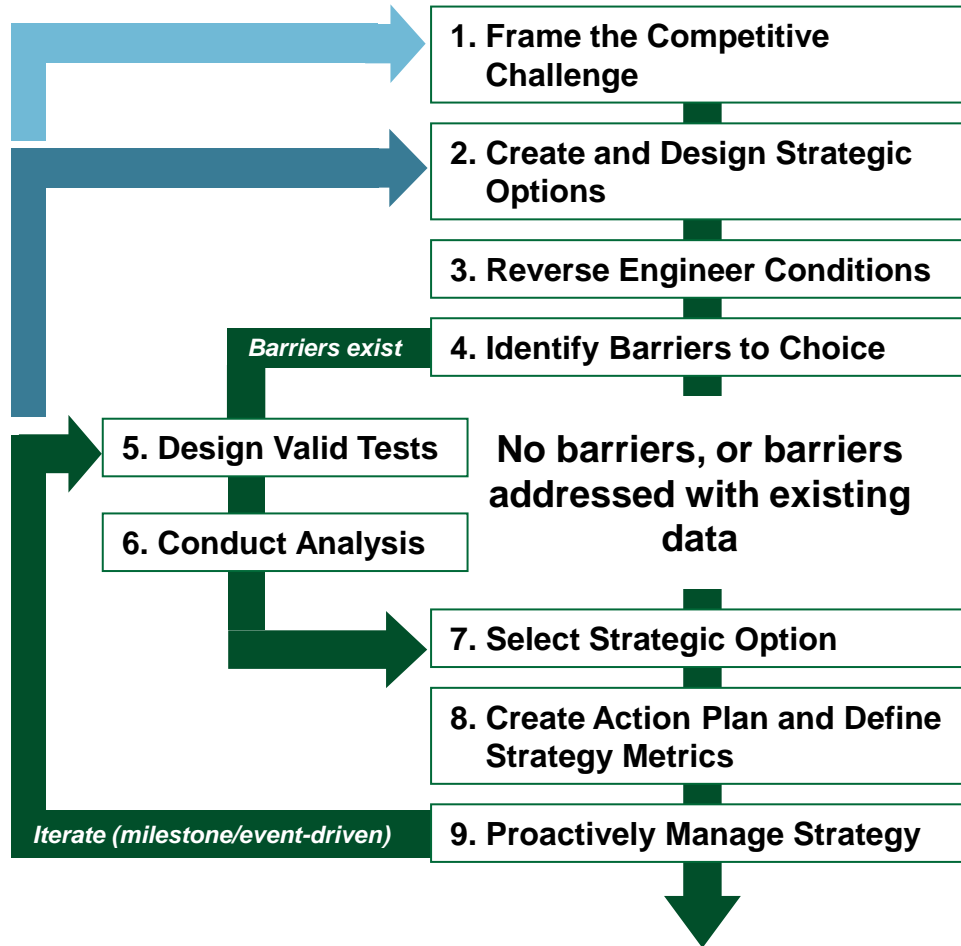 1. Frame the Competitive
Challenge
2. Create and Design Strategic
Options
3. Reverse Engineer Conditions
Barriers exist
4. Identify Barriers to Choice
5. Design Valid Tests
No barriers, or barriers
addressed with existing
data
6. Conduct Analysis
7. Select Strategic Option
8. Create Action Plan and Define
Strategy Metrics
Iterate (milestone/event-driven)
9. Proactively Manage Strategy